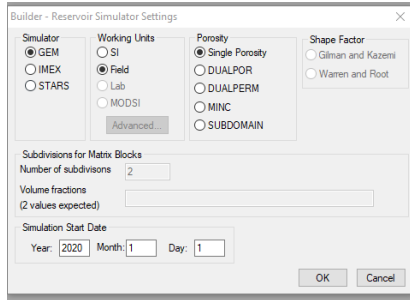 Builder - Reservoir Simulator Settings
Simulator
GEM
IMEX
STARS
Working Units
SI
Field
Lab
MODSI
Advanced...
Porosity
Single Porosity
DUALPOR
DUALPERM
MINC
SUBDOMAIN
Shape Factor
Gilman and Kazemi
Warren and Root
Subdivisions for Matrix Blocks
Number of subdivisons 2
Volume fractions
(2 values expected)
Simulation Start Date
Year: 2020 Month: 1 Day: 1
OK Cancel